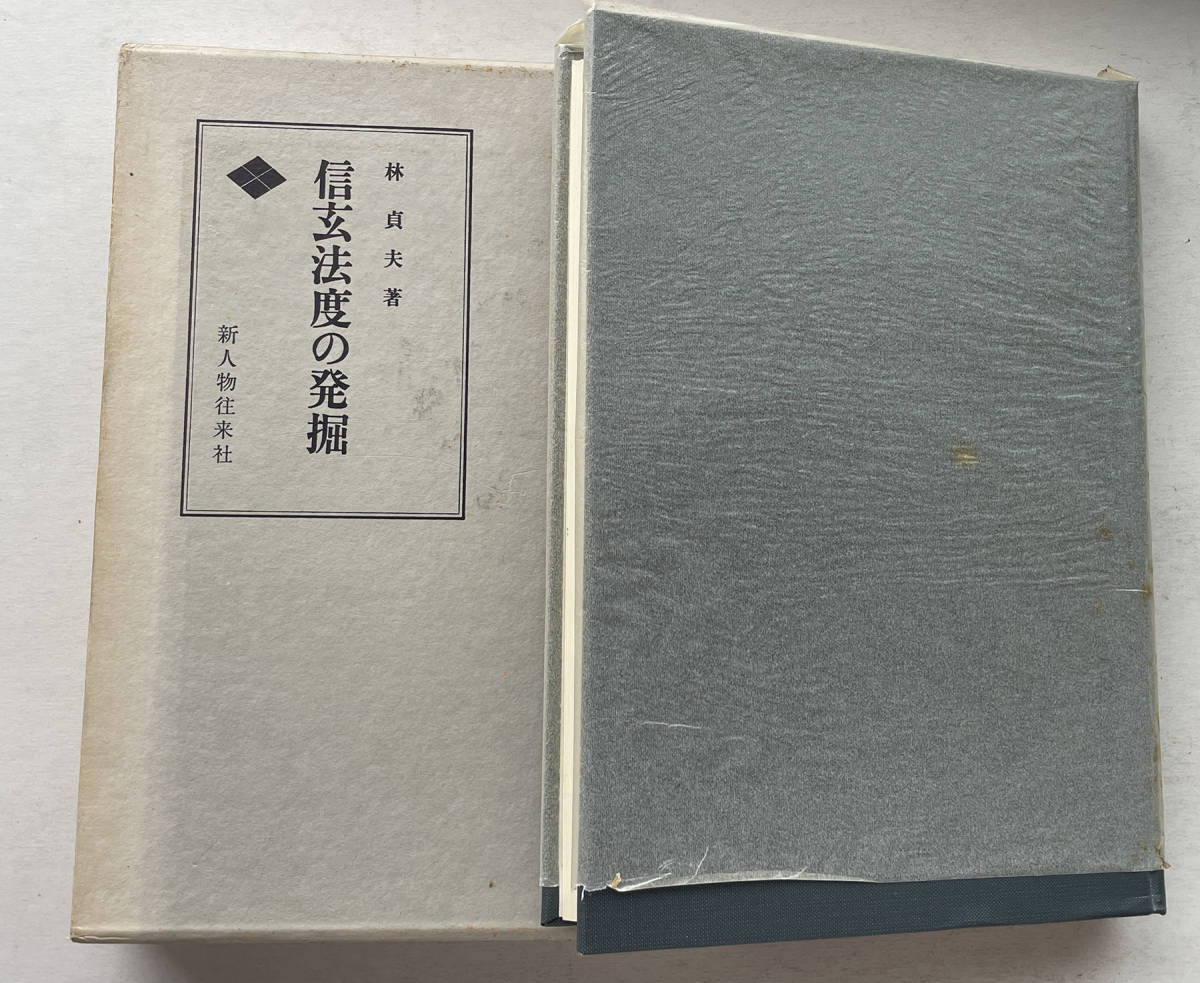 林貞夫著
信玄法度の発掘
新人物往来社